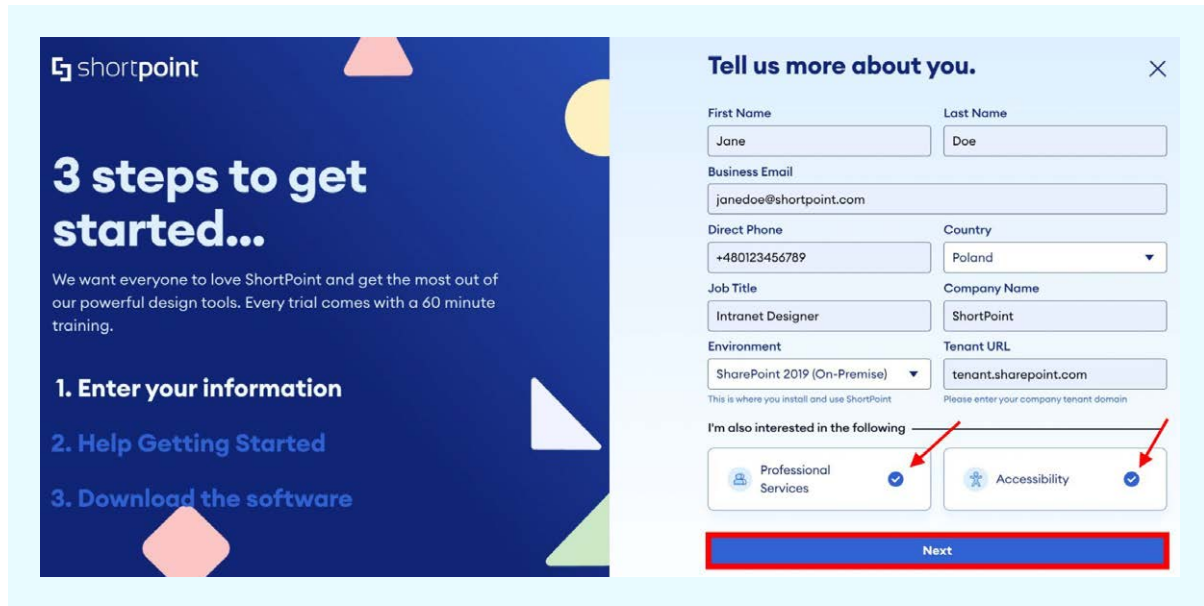 shortpoint
3 steps to get
started...
We want everyone to love ShortPoint and get the most out of
our powerful design tools. Every trial comes with a 60 minute
training.
1. Enter your information
2. Help Getting Started
3. Download the software
Tell us more about you.
First Name
Last Name
Jane
Doe
Business Email
janedoe@shortpoint.com
Direct Phone
Country
+480123456789
Poland
Job Title
Company Name
Intranet Designer
ShortPoint
Environment
Tenant URL
SharePoint 2019 (On-Premise)
tenant.sharepoint.com
This is where you install and use ShortPoint
Please enter your company tenant domain
I'm also interested in the following
Professional
Services
Accessibility
Next